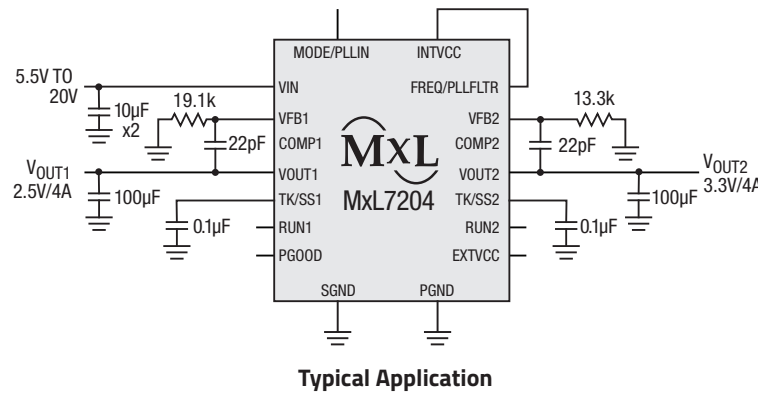 MODE/PLLIN INTVCC
5.5V TO
20V
VIN
FREQ/PLLFLTR
10µF
x2
19.1k
VFB1
VFB2
13.3k
22pF
COMP1
MXL
COMP2
22pF
VOUT1
2.5V/4A
VOUT1
VOUT2
VOUT2
3.3V/4A
100µF
MxL7204
100µF
TK/SS1
TK/SS2
0.1µF
0.1µF
RUN1
RUN2
PGOOD
EXTVCC
SGND PGND
Typical Application